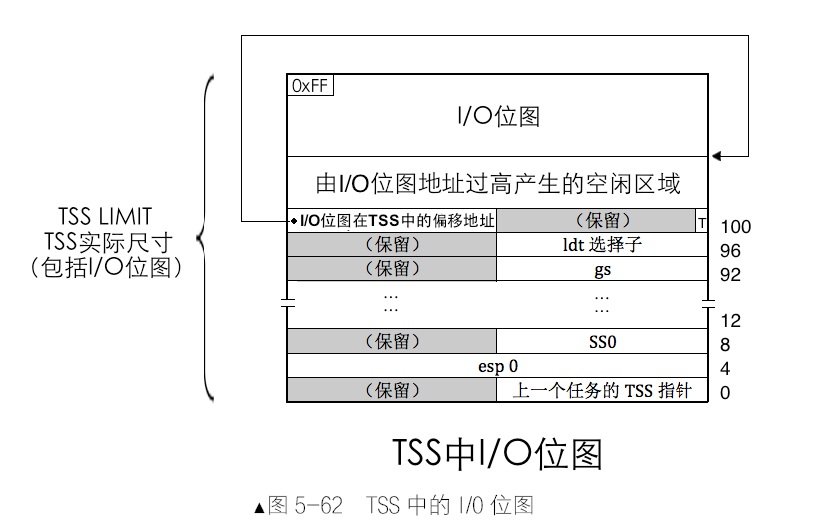 0xFF
I/O位图
由I/O位图地址过高产生的空闲区域
I/O位图在TSS中的偏移地址 （保留） T 100
（保留） ldt 选择子 96
（保留） gs 92
... ...
... ...
12
（保留） SS0 8
esp 0 4
（保留） 上一个任务的 TSS 指针 0
TSS LIMIT
TSS实际尺寸
（包括I/O位图）
TSS中I/O位图
▲图 5-62 TSS 中的 I/0 位图